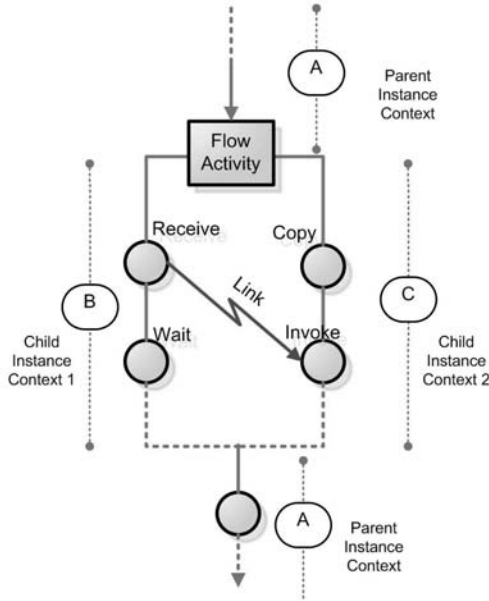 A
Parent
Instance
Context
Flow
Activity
Receive
Copy
Link
B
C
Wait
Invoke
Child
Instance
Context 1
Child
Instance
Context 2
A
Parent
Instance
Context